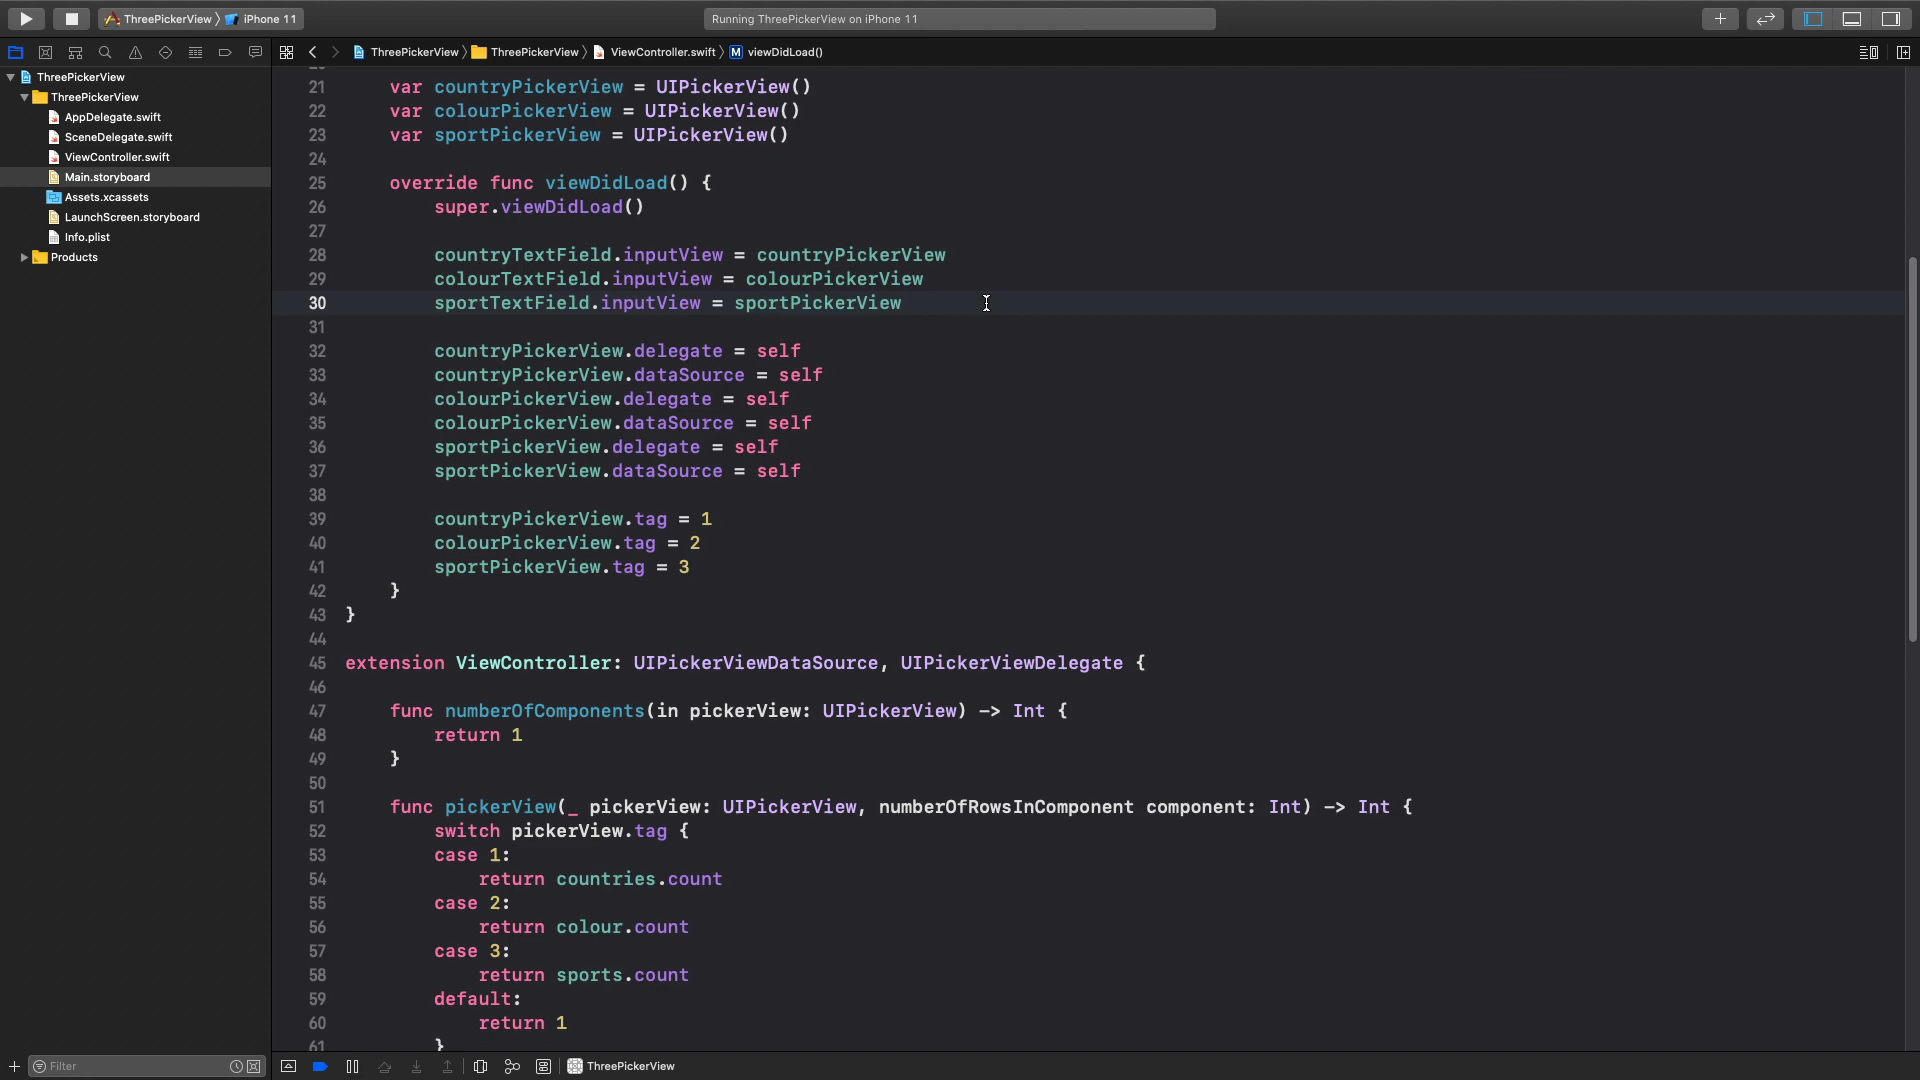 ThreePickerView 〉 iPhone 11
Running ThreePickerView on iPhone 11
ThreePickerView 〉 ThreePickerView 〉 ViewController.swift 〉 M viewDidLoad()
ThreePickerView
ThreePickerView
AppDelegate.swift
SceneDelegate.swift
ViewController.swift
Main.storyboard
Assets.xcassets
LaunchScreen.storyboard
Info.plist
Products
21 var countryPickerView = UIPickerView()
22 var colourPickerView = UIPickerView()
23 var sportPickerView = UIPickerView()
24
25 override func viewDidLoad() {
26 super.viewDidLoad()
27
28 countryTextField.inputView = countryPickerView
29 colourTextField.inputView = colourPickerView
30 sportTextField.inputView = sportPickerView
31
32 countryPickerView.delegate = self
33 countryPickerView.dataSource = self
34 colourPickerView.delegate = self
35 colourPickerView.dataSource = self
36 sportPickerView.delegate = self
37 sportPickerView.dataSource = self
38
39 countryPickerView.tag = 1
40 colourPickerView.tag = 2
41 sportPickerView.tag = 3
42 }
43 }
44
45 extension ViewController: UIPickerViewDataSource, UIPickerViewDelegate {
46
47 func numberOfComponents(in pickerView: UIPickerView) -> Int {
48 return 1
49 }
50
51 func pickerView(_ pickerView: UIPickerView, numberOfRowsInComponent component: Int) -> Int {
52 switch pickerView.tag {
53 case 1:
54 return countries.count
55 case 2:
56 return colour.count
57 case 3:
58 return sports.count
59 default:
60 return 1
61 }
Filter
ThreePickerView